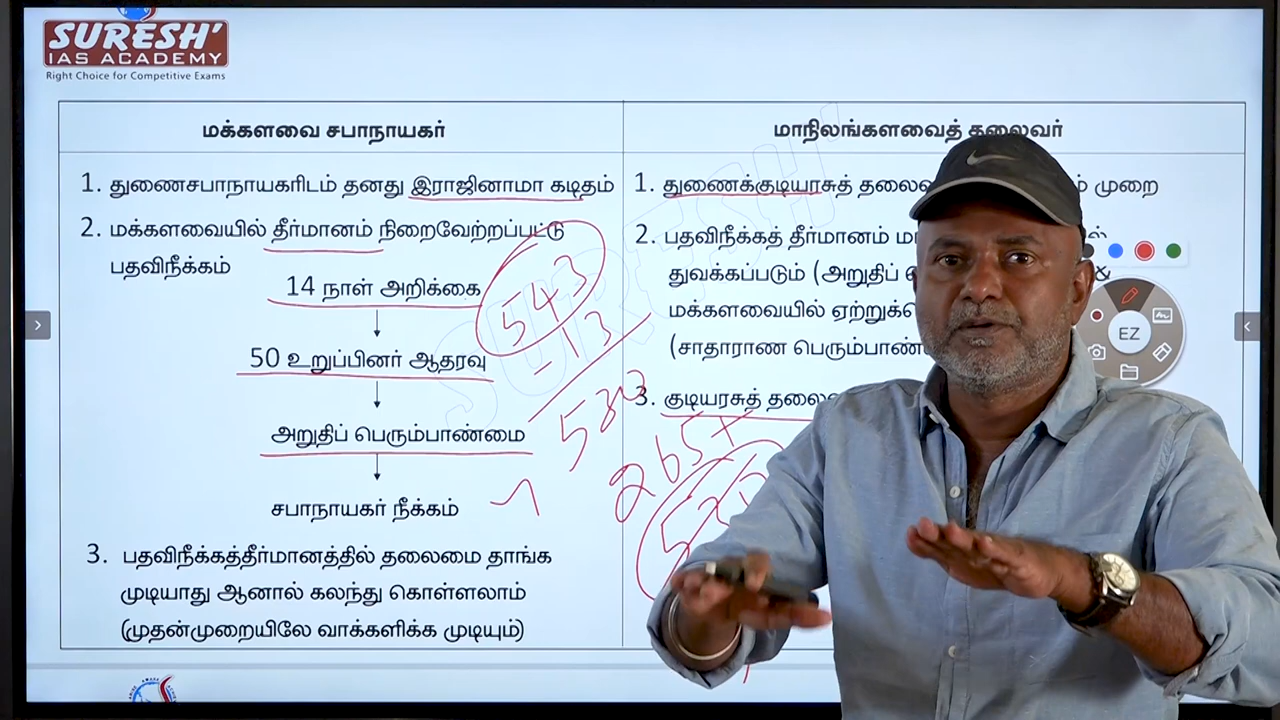 SURESH'
IAS ACADEMY
Right Choice for Competitive Exams
மக்களவை சபாநாயகர்
1. துணைசபாநாயகரிடம் தனது இராஜினாமா கடிதம்
2. மக்களவையில் தீர்மானம் நிறைவேற்றப்பட்டு
பதவிநீக்கம்
14 நாள் அறிக்கை
50 உறுப்பினர் ஆதரவு
அறுதிப் பெரும்பான்மை
சபாநாயகர் நீக்கம்
3. பதவிநீக்கத்தீர்மானத்தில் தலைமை தாங்க
முடியாது ஆனால் கலந்து கொள்ளலாம்
(முதன்முறையிலே வாக்களிக்க முடியும்)
543
- 13
530
265+
மாநிலங்களவைத் தலைவர்
1. துணைக்குடியரசுத் முறை
2. பதவிநீக்கத் தீர்மானம்
துவக்கப்படும் (அறுதிப் &
மக்களவையில்
(சாதாராண
3. குடியரசுத்
EZ
SURESH'